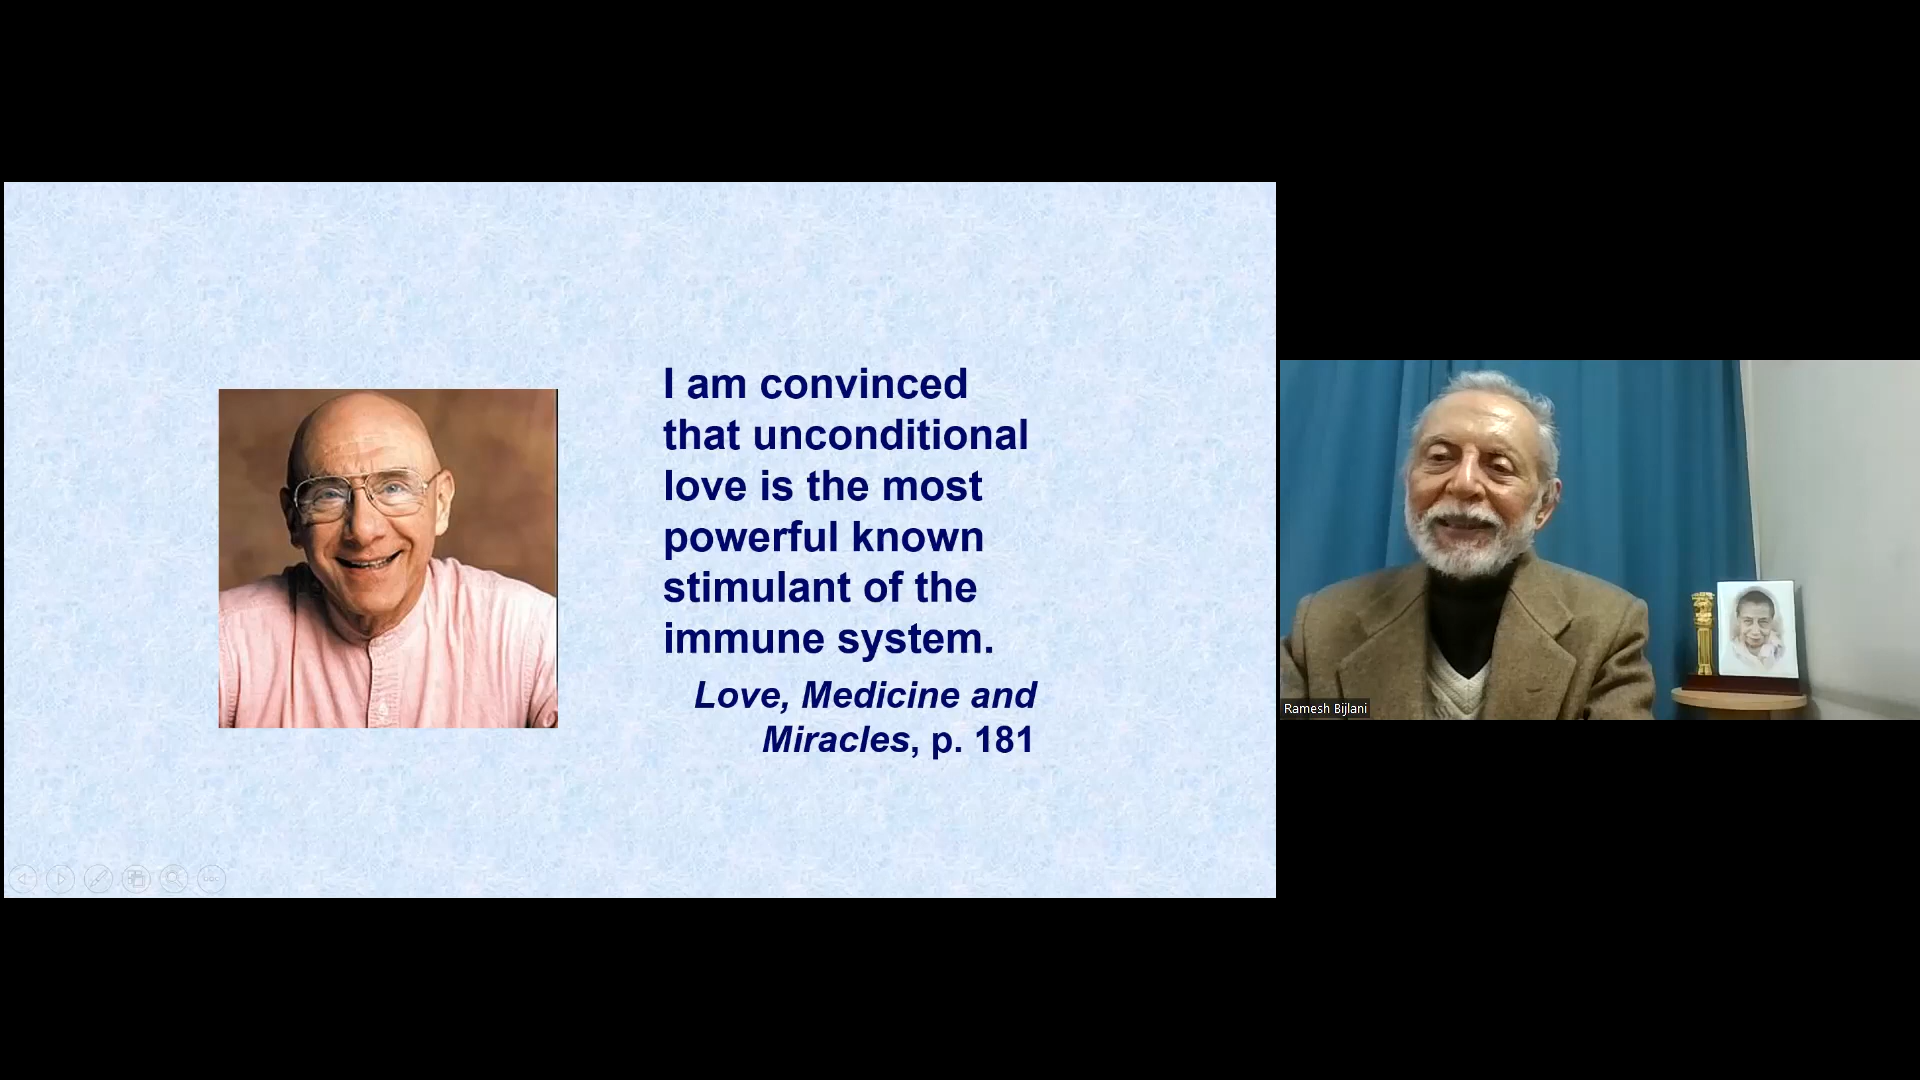 I am convinced
that unconditional
love is the most
powerful known
stimulant of the
immune system.
Love, Medicine and
Miracles, p. 181
Ramesh Bijlani